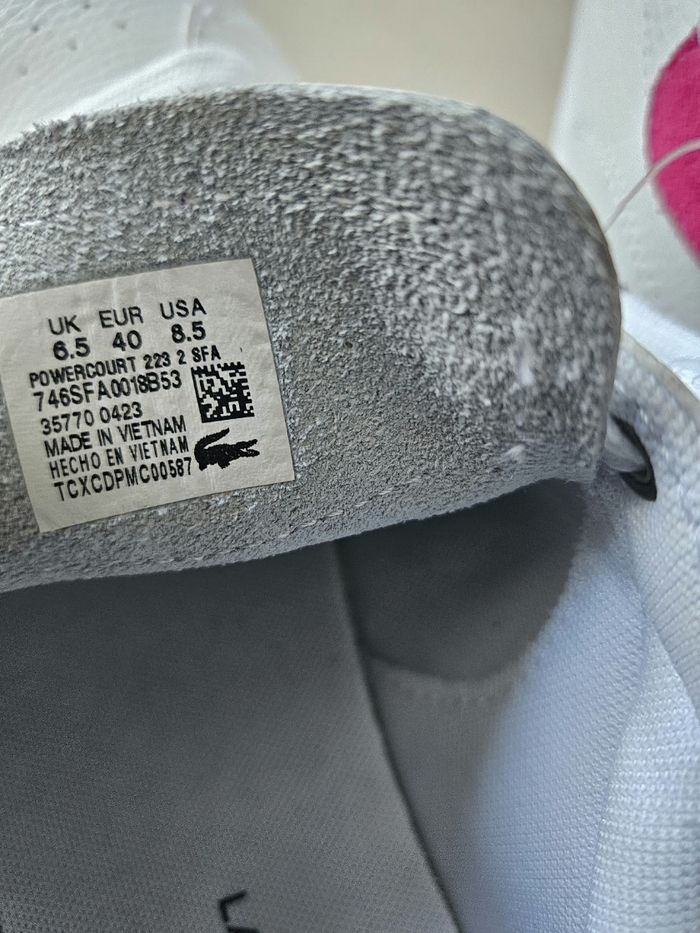 UK EUR USA
6.5 40 8.5
POWERCOURT 223 2 SFA
746SFA0018B53
35770 0423
MADE IN VIETNAM
HECHO EN VIETNAM
TCXCDPMC00587